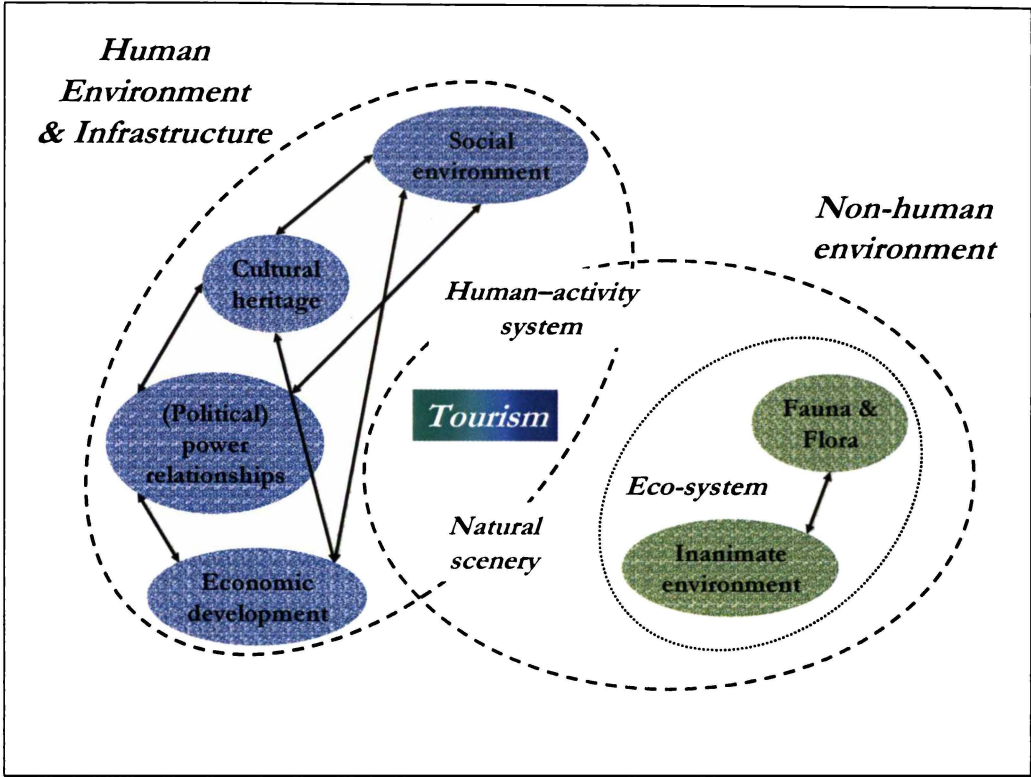 Human
Environment
& Infrastructure
Social
environment
Non-human
environment
Cultural
heritage
Human–activity
system
(Political)
power
relationships
Tourism
Fauna &
Flora
Eco-system
Natural
scenery
Inanimate
environment
Economic
development